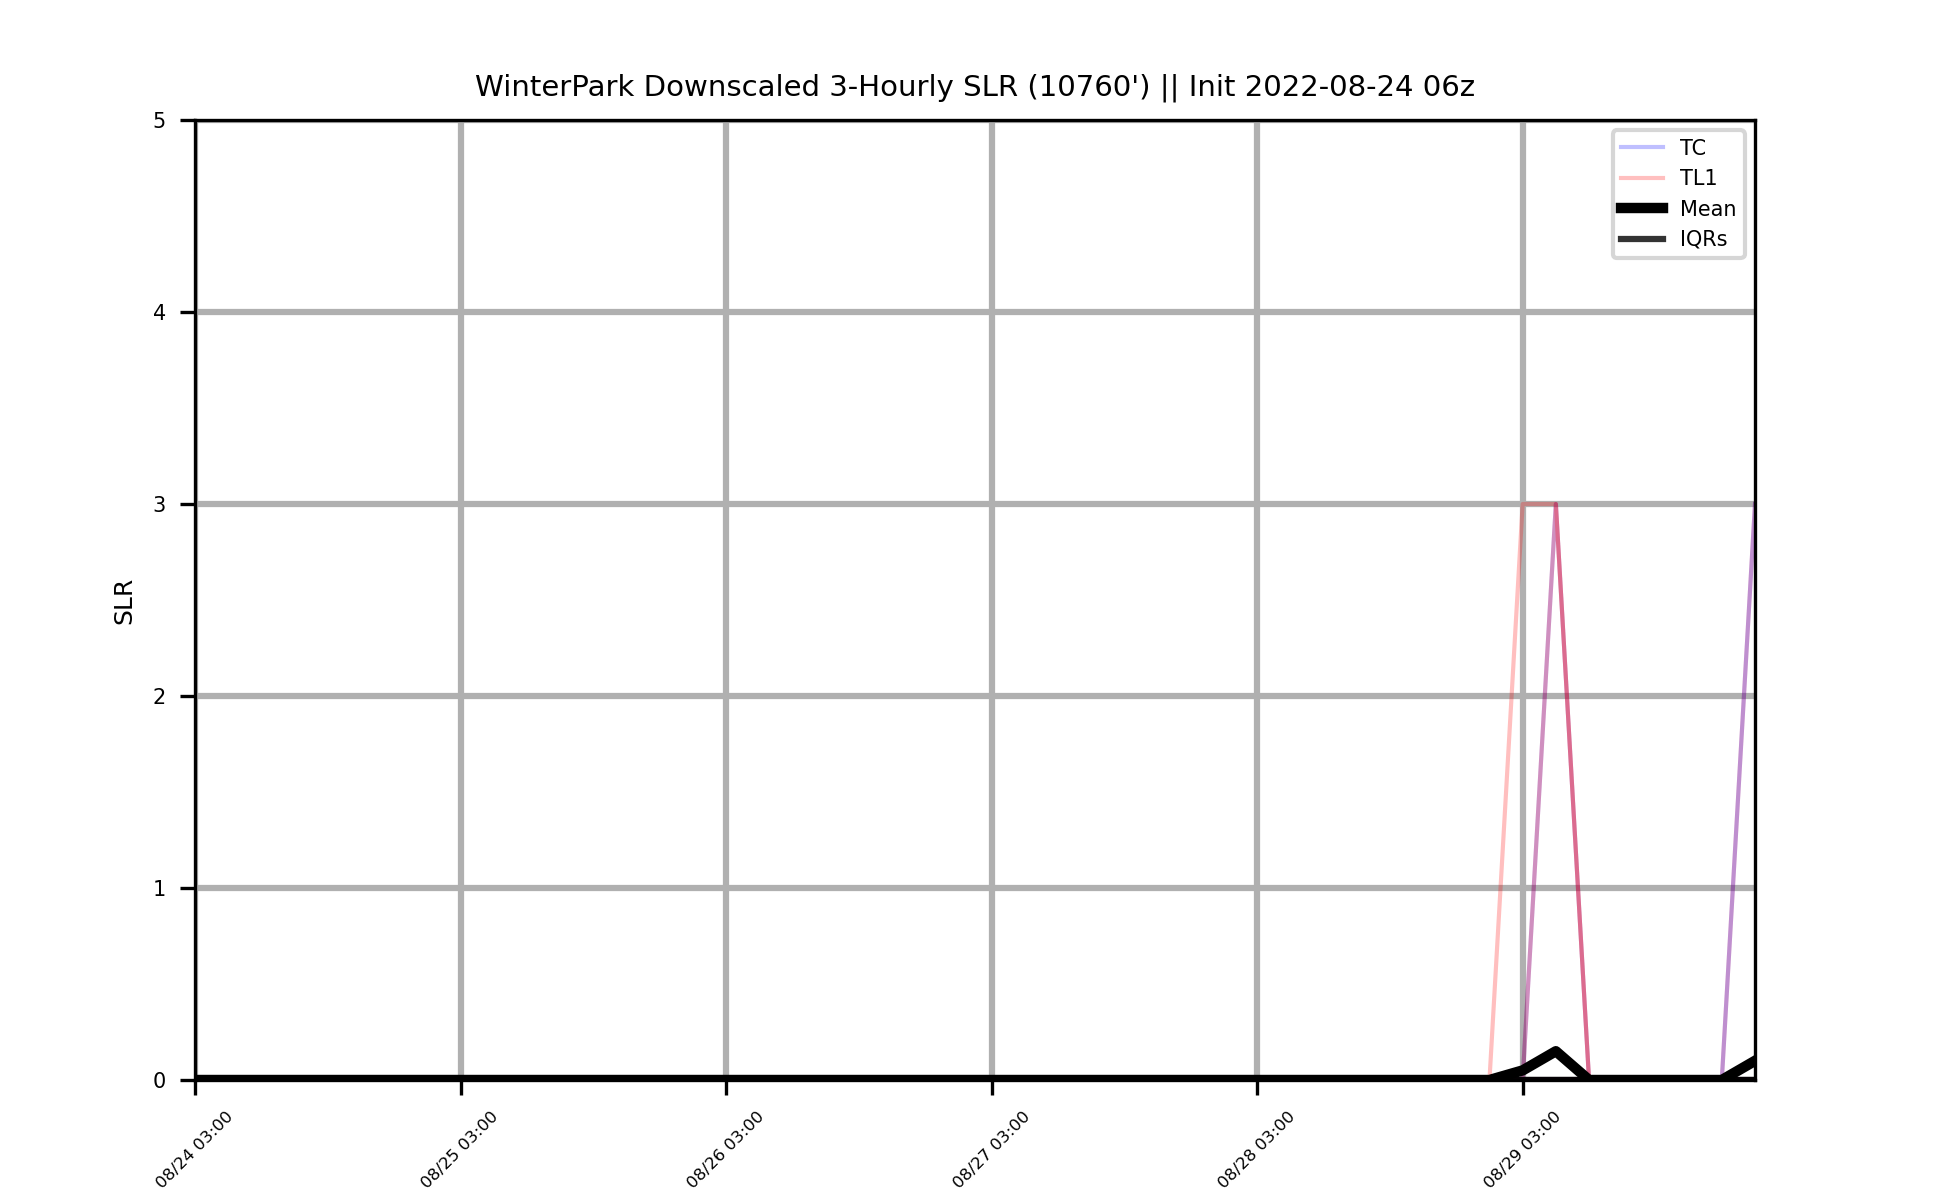 WinterPark Downscaled 3-Hourly SLR (10760') || Init 2022-08-24 06z
5
4
3
2
1
0
SLR
TC
TL1
Mean
IQRs
08/24 03:00
08/25 03:00
08/26 03:00
08/27 03:00
08/28 03:00
08/29 03:00